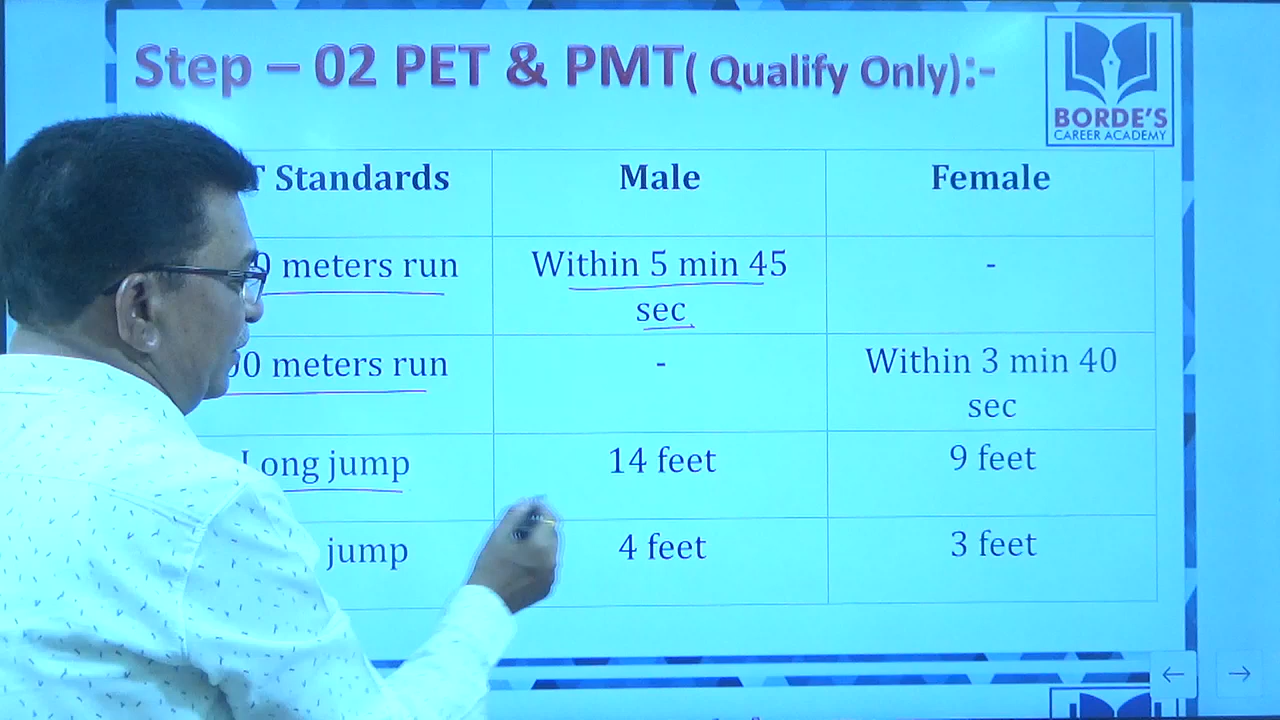 Step – 02 PET & PMT( Qualify Only):-
BORDE'S
CAREER ACADEMY
Standards Male Female
meters run Within 5 min 45
sec
meters run - Within 3 min 40
sec
Long jump 14 feet 9 feet
jump 4 feet 3 feet